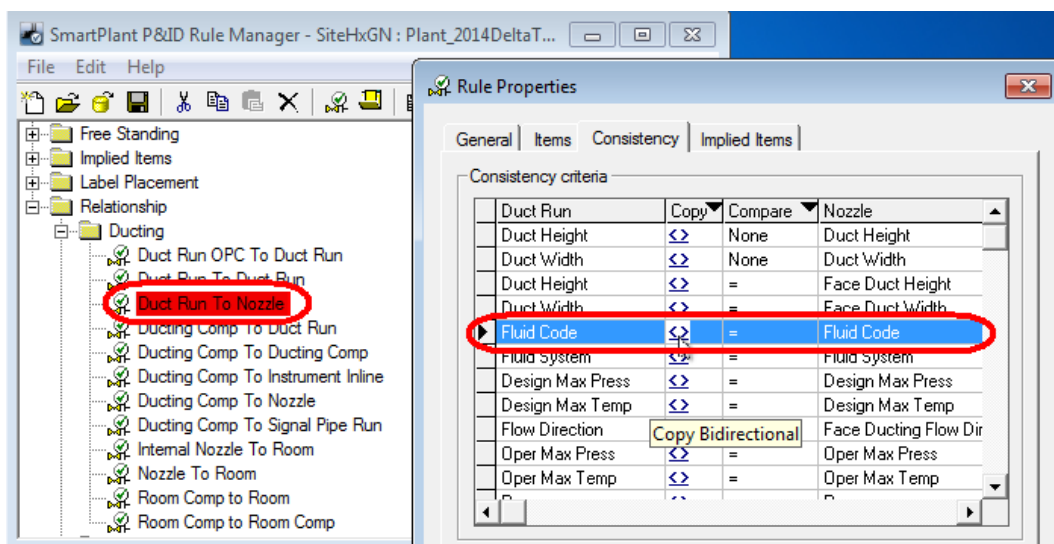 SmartPlant P&ID Rule Manager - SiteHxGN : Plant_2014DeltaT...
File Edit Help
Free Standing
Implied Items
Label Placement
Relationship
Ducting
Duct Run OPC To Duct Run
Duct Run To Duct Run
Duct Run To Nozzle
Ducting Comp To Duct Run
Ducting Comp To Ducting Comp
Ducting Comp To Instrument Inline
Ducting Comp To Nozzle
Ducting Comp To Signal Pipe Run
Internal Nozzle To Room
Nozzle To Room
Room Comp to Room
Room Comp to Room Comp
Rule Properties
General Items Consistency Implied Items
Consistency criteria
Duct Run Copy Compare Nozzle
Duct Height <> None Duct Height
Duct Width <> None Duct Width
Duct Height <> = Face Duct Height
Duct Width <> = Face Duct Width
Fluid Code <> = Fluid Code
Fluid System <> = Fluid System
Design Max Press <> = Design Max Press
Design Max Temp <> = Design Max Temp
Flow Direction Face Ducting Flow Dir
Copy Bidirectional
Oper Max Press <> = Oper Max Press
Oper Max Temp <> = Oper Max Temp